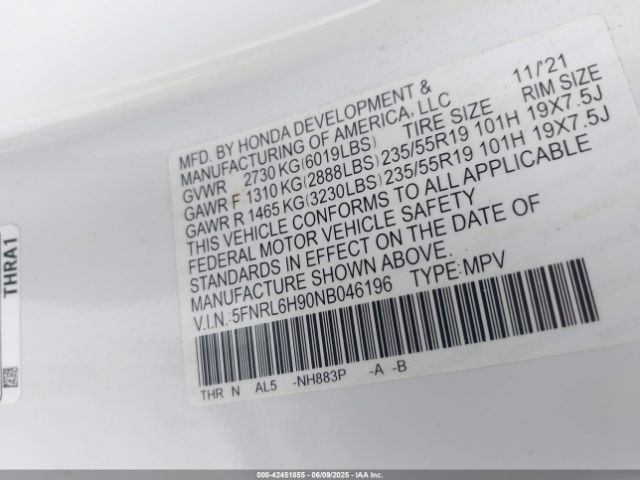 MFD. BY HONDA DEVELOPMENT & 11/'21
MANUFACTURING OF AMERICA, LLC RIM SIZE
GVWR 2730 KG(6019LBS) TIRE SIZE 19X7.5J
GAWR F 1310 KG(2888LBS) 235/55R19 101H 19X7.5J
GAWR R 1465 KG(3230LBS) 235/55R19 101H
THIS VEHICLE CONFORMS TO ALL APPLICABLE
FEDERAL MOTOR VEHICLE SAFETY
STANDARDS IN EFFECT ON THE DATE OF
MANUFACTURE SHOWN ABOVE.
V.I.N.:5FNRL6H90NB046196 TYPE:MPV
THR N AL5 -NH883P -A -B
THRA1
000-42451855 | 06/09/2025 | IAAI